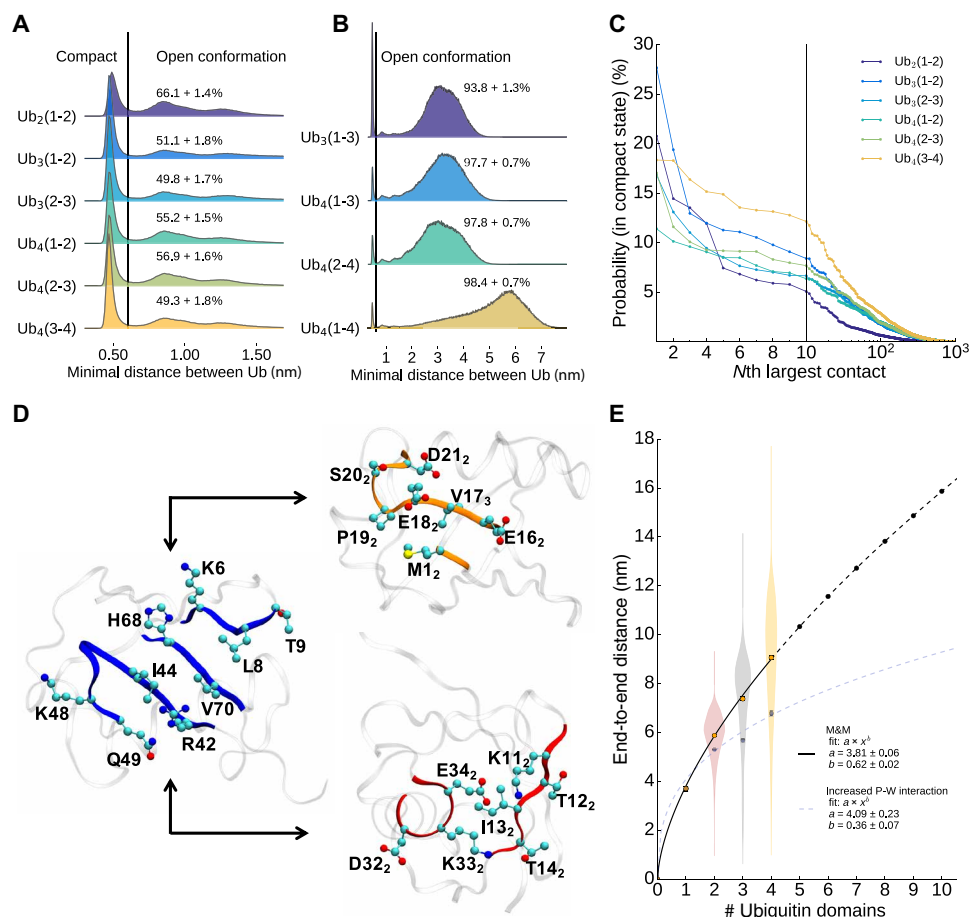 A
Compact
Open conformation
66.1 + 1.4%
Ub2(1-2)
51.1 + 1.8%
Ub3(1-2)
49.8 + 1.7%
Ub3(2-3)
55.2 + 1.5%
Ub4(1-2)
56.9 + 1.6%
Ub4(2-3)
49.3 + 1.8%
Ub4(3-4)
0.50 1.00 1.50
Minimal distance between Ub (nm)
B
Open conformation
93.8 + 1.3%
Ub3(1-3)
97.7 + 0.7%
Ub4(1-3)
97.8 + 0.7%
Ub4(2-4)
98.4 + 0.7%
Ub4(1-4)
1 2 3 4 5 6 7
Minimal distance between Ub (nm)
C
Probability (in compact state) (%)
30
25
20
15
10
5
Ub2(1-2)
Ub3(1-2)
Ub3(2-3)
Ub4(1-2)
Ub4(2-3)
Ub4(3-4)
2 4 6 10 10² 10³
Nth largest contact
D
K6
H68
T9
L8
I44
K48
V70
R42
Q49
D21₂
S20₂
V17₃
E18₂
P19₂
E16₂
M1₂
K11₂
E34₂
T12₂
I13₂
D32₂
K33₂
T14₂
E
End-to-end distance (nm)
18
16
14
12
10
8
6
4
2
0
M&M
fit: a × xᵇ
a = 3.81 ± 0.06
b = 0.62 ± 0.02
Increased P-W interaction
fit: a × xᵇ
a = 4.09 ± 0.23
b = 0.36 ± 0.07
0 1 2 3 4 5 6 7 8 9 10
# Ubiquitin domains